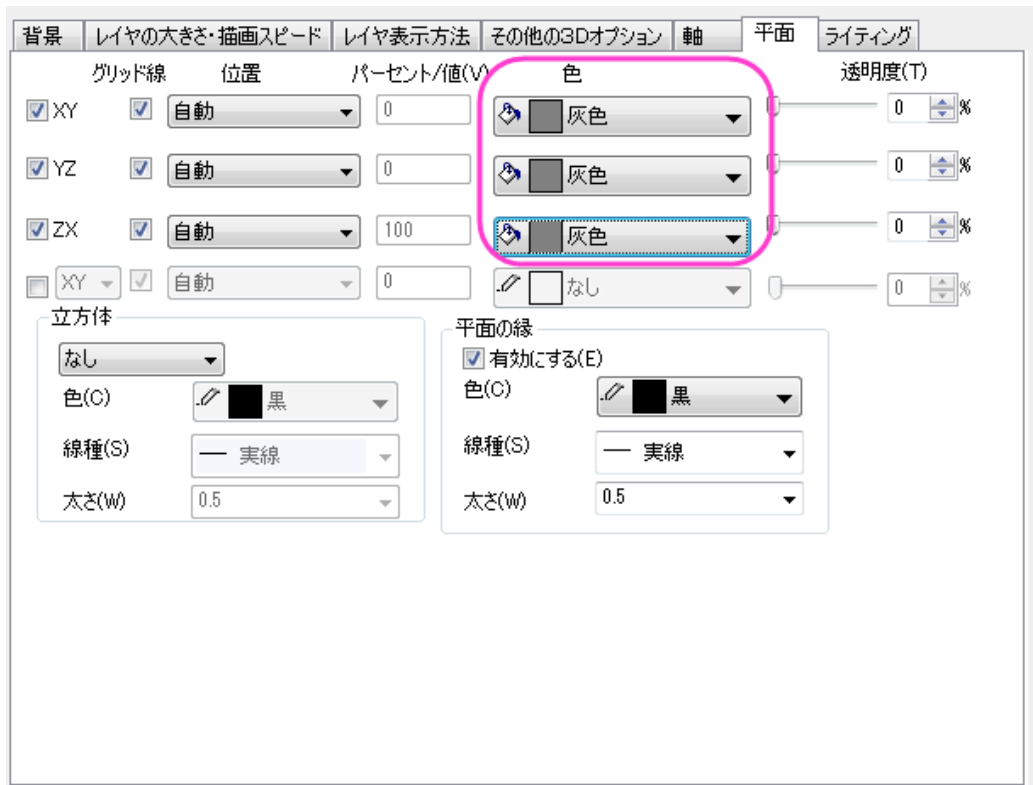 背景 レイヤの大きさ・描画スピード レイヤ表示方法 その他の3Dオプション 軸 平面 ライティング
グリッド線 位置 パーセント/値(V) 色 透明度(T)
XY 自動 0 灰色 0 %
YZ 自動 0 灰色 0 %
ZX 自動 100 灰色 0 %
XY 自動 0 なし 0 %
立方体
なし
色(C) 黒
線種(S) 実線
太さ(W) 0.5
平面の縁
有効にする(E)
色(C) 黒
線種(S) 実線
太さ(W) 0.5